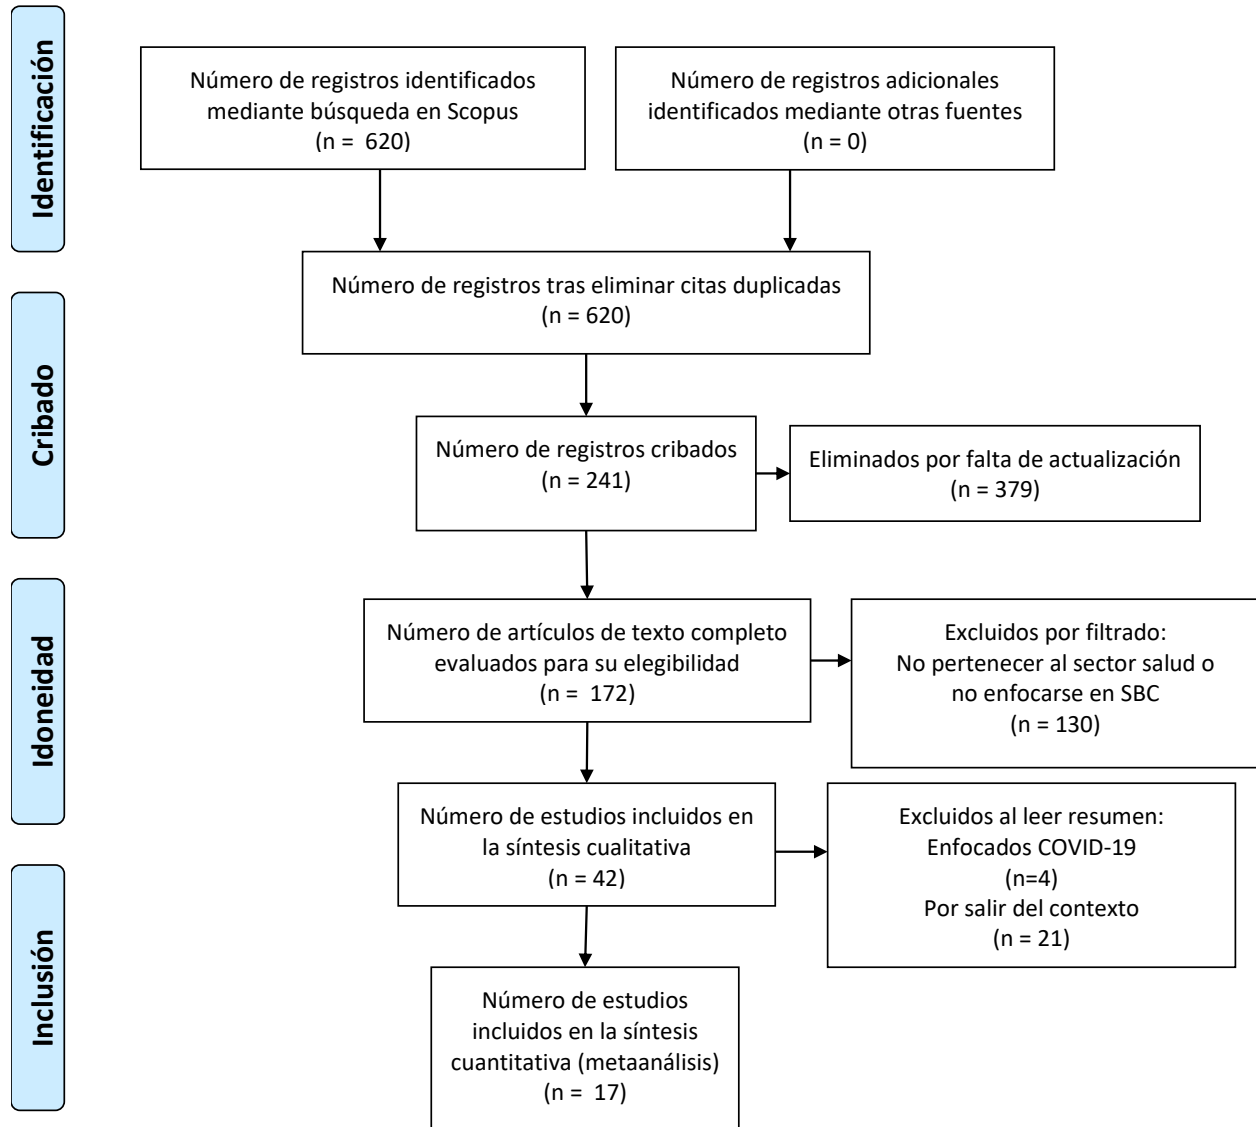 Identificación
Número de registros identificados
mediante búsqueda en Scopus
(n =  620)
Número de registros adicionales
identificados mediante otras fuentes
(n = 0)
Número de registros tras eliminar citas duplicadas
(n = 620)
Cribado
Número de registros cribados
(n = 241)
Eliminados por falta de actualización
(n = 379)
Idoneidad
Número de artículos de texto completo
evaluados para su elegibilidad
(n =  172)
Excluidos por filtrado:
No pertenecer al sector salud o
no enfocarse en SBC
(n = 130)
Número de estudios incluidos en
la síntesis cualitativa
(n = 42)
Excluidos al leer resumen:
Enfocados COVID-19
(n=4)
Por salir del contexto
(n = 21)
Inclusión
Número de estudios
incluidos en la síntesis
cuantitativa (metaanálisis)
(n =  17)